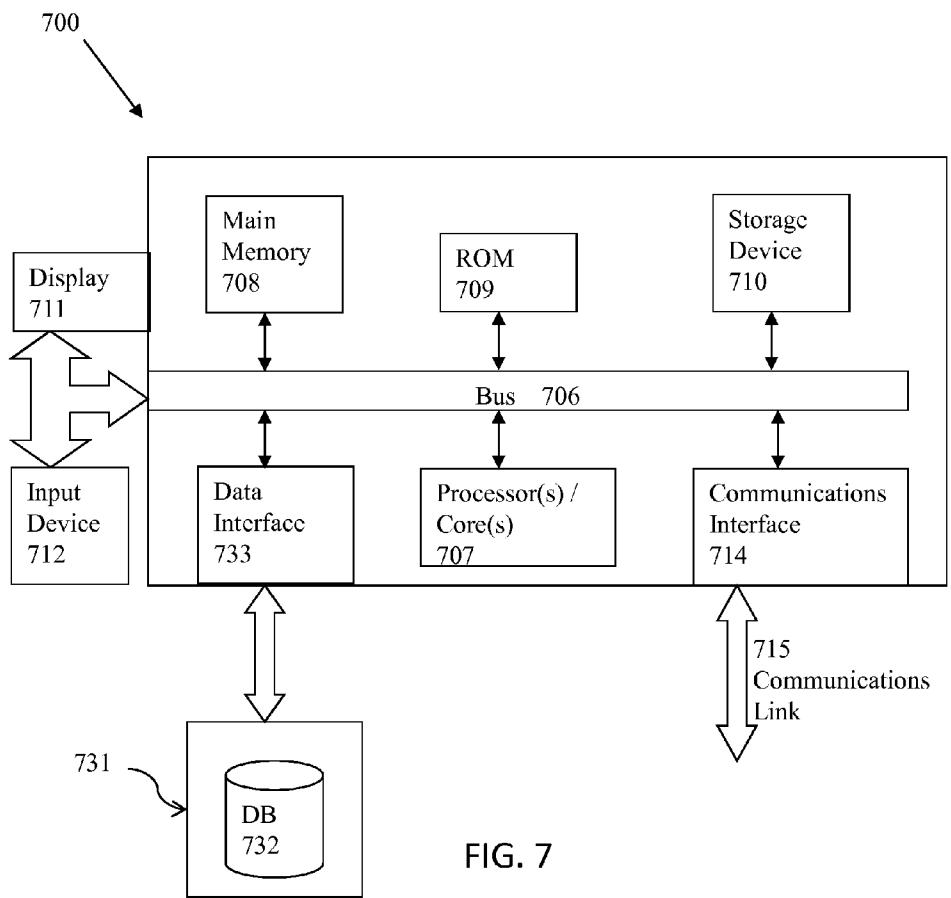 700
Main
Memory
708
ROM
709
Storage
Device
710
Display
711
Bus 706
Input
Device
712
Data
Interface
733
Processor(s) /
Core(s)
707
Communications
Interface
714
715
Communications
Link
731
DB
732
FIG. 7